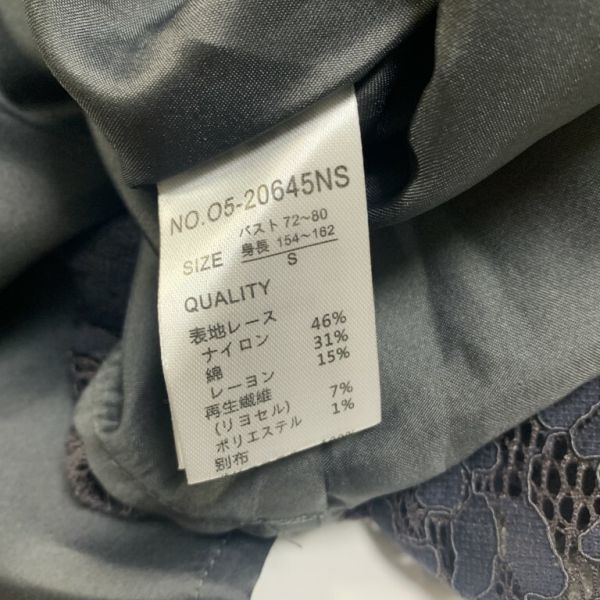 NO.O5-20645NS
バスト 72~80
SIZE 身長 154~162
S
QUALITY
表地レース
ナイロン 46%
綿 31%
レーヨン 15%
再生繊維
(リヨセル) 7%
ポリエステル 1%
別布